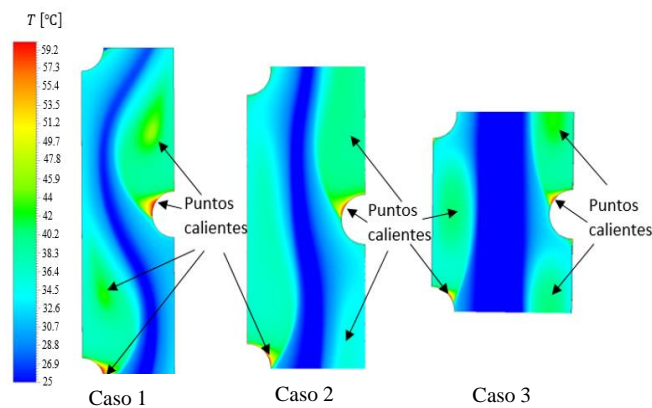 T [°C]
59.2
57.3
55.4
53.5
51.6
49.7
47.8
45.9
44
42.1
40.2
38.3
36.4
34.5
32.6
30.7
28.8
26.9
25
Puntos
calientes
Puntos
calientes
Puntos
calientes
Caso 1
Caso 2
Caso 3